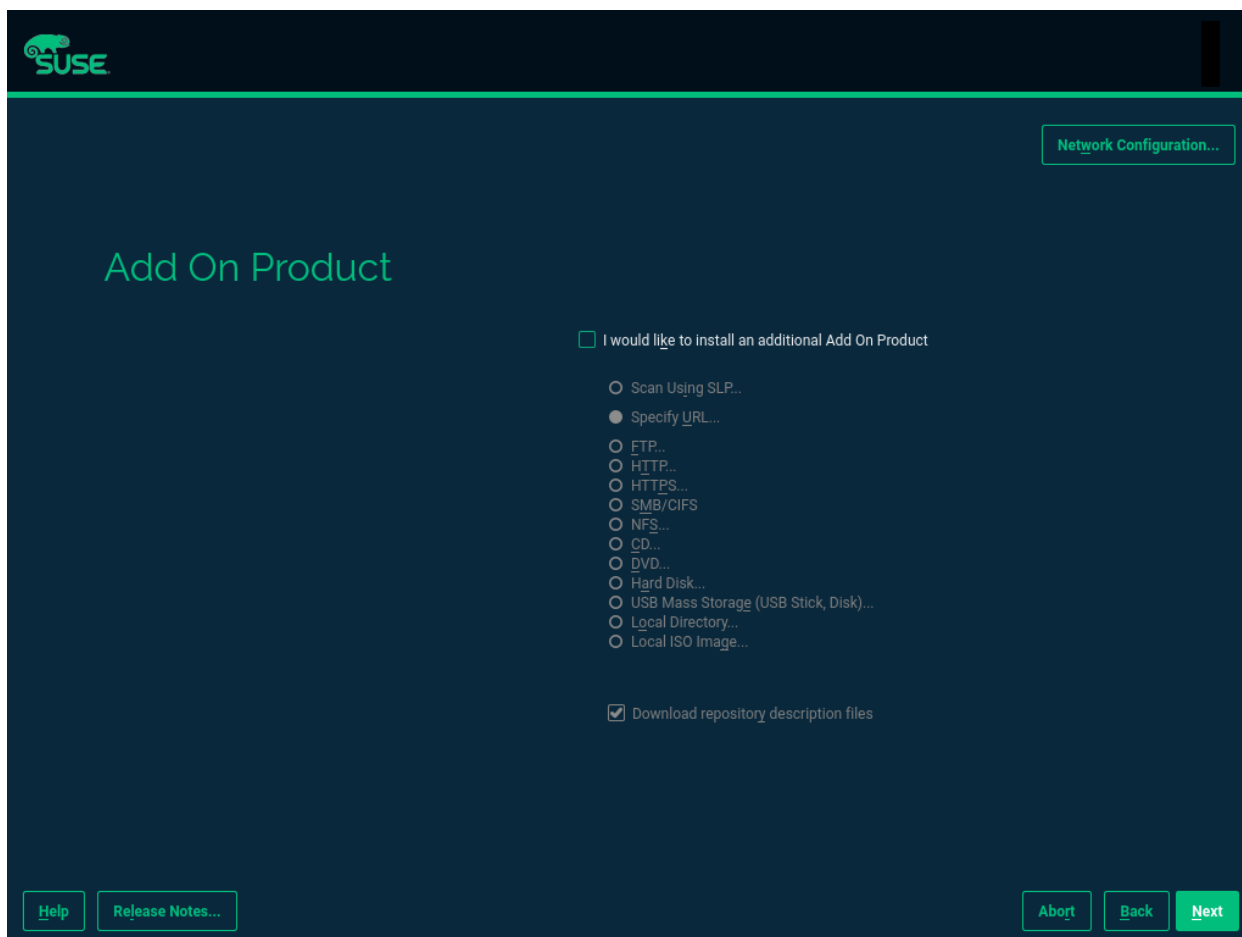 SUSE
Network Configuration...
Add On Product
I would like to install an additional Add On Product
Scan Using SLP...
Specify URL...
FTP...
HTTP...
HTTPS...
SMB/CIFS
NFS...
CD...
DVD...
Hard Disk...
USB Mass Storage (USB Stick, Disk)...
Local Directory...
Local ISO Image...
Download repository description files
Help Release Notes... Abort Back Next